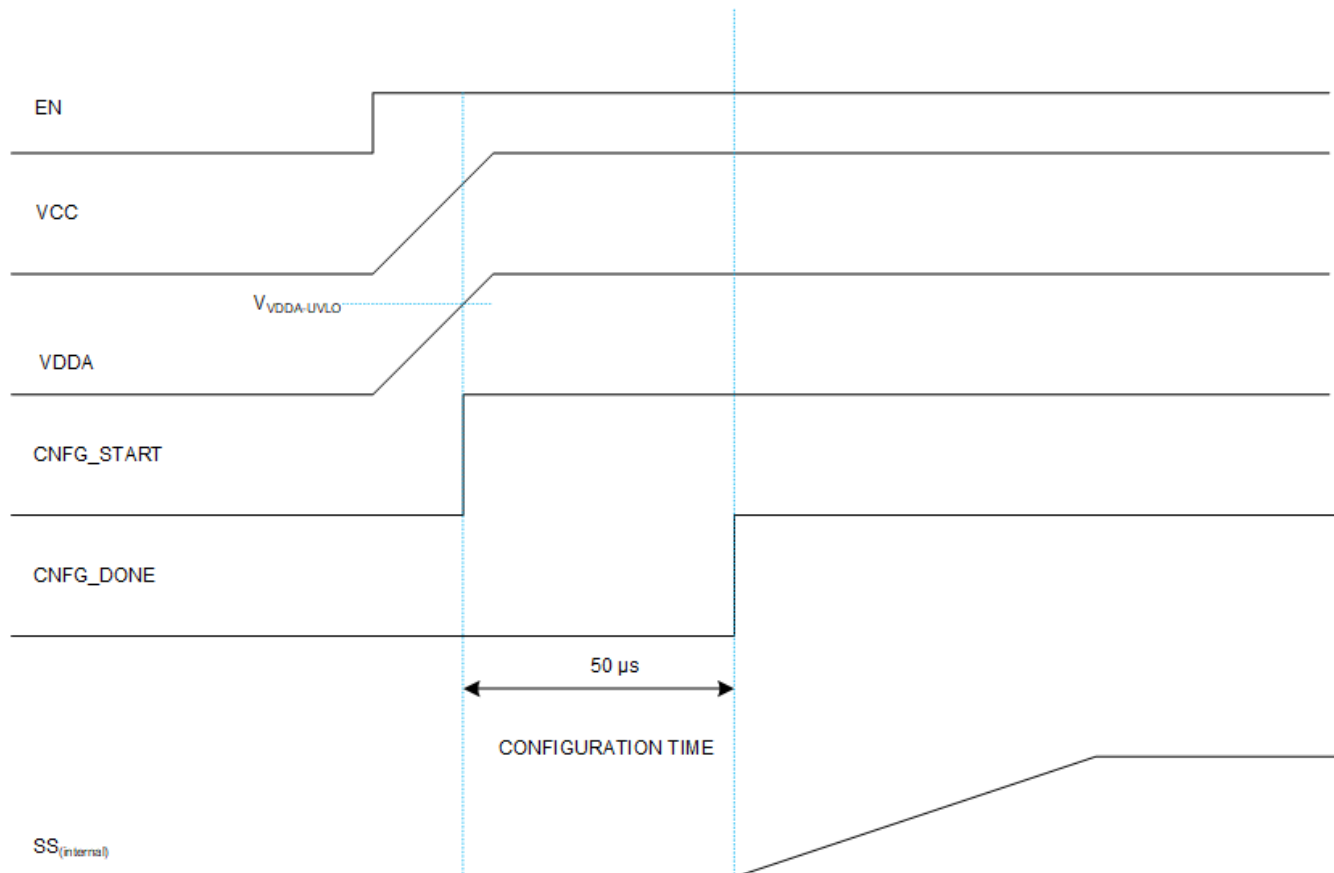 EN
VCC
VVDDA-UVLO
VDDA
CNFG_START
CNFG_DONE
50 µs
CONFIGURATION TIME
SS(internal)